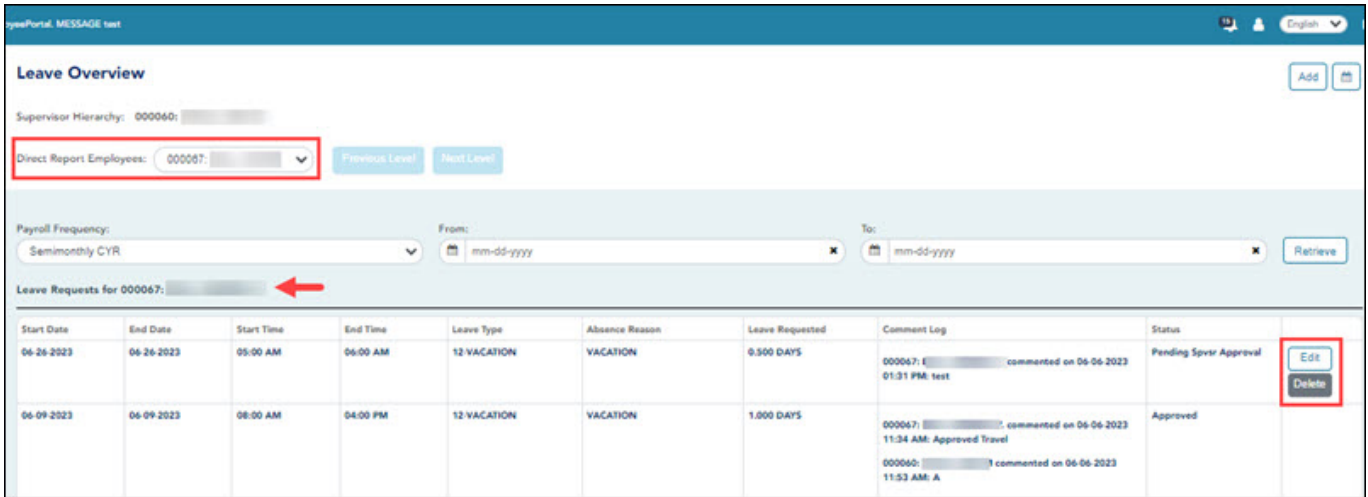 oyeePortal. MESSAGE test
15
English
Leave Overview
Add
Supervisor Hierarchy: 000060:
Direct Report Employees: 000067:
Previous Level
Next Level
Payroll Frequency:
From:
To:
Semimonthly CYR
mm-dd-yyyy
mm-dd-yyyy
Retrieve
Leave Requests for 000067:
Start Date End Date Start Time End Time Leave Type Absence Reason Leave Requested Comment Log Status
06-26-2023 06-26-2023 05:00 AM 06:00 AM 12-VACATION VACATION 0.500 DAYS
000067: commented on 06-06-2023
01:31 PM: test
Pending Spvsr Approval
Edit
Delete
06-09-2023 06-09-2023 08:00 AM 04:00 PM 12-VACATION VACATION 1.000 DAYS
000067: commented on 06-06-2023
11:34 AM: Approved Travel
000060: commented on 06-06-2023
11:53 AM: A
Approved